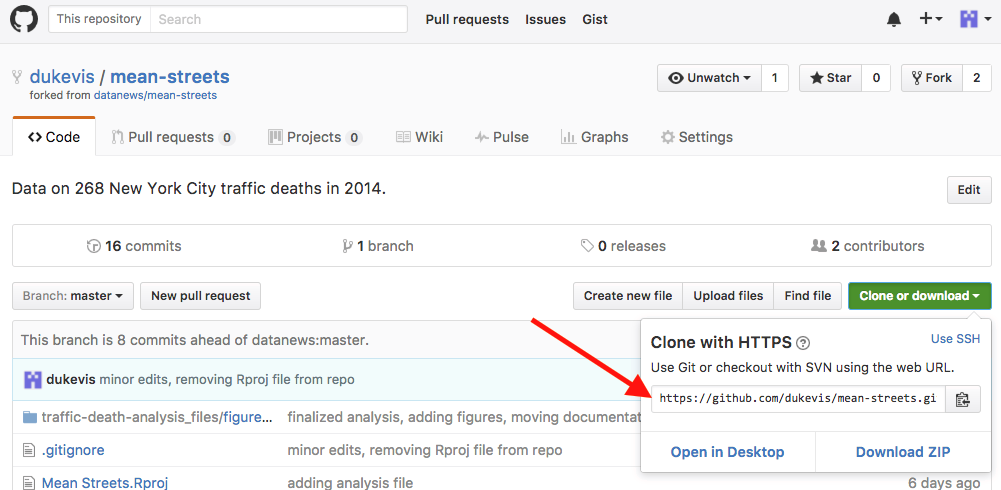 This repository Search Pull requests Issues Gist
dukevis / mean-streets Unwatch 1 Star 0 Fork 2
forked from datanews/mean-streets
Code Pull requests 0 Projects 0 Wiki Pulse Graphs Settings
Data on 268 New York City traffic deaths in 2014. Edit
16 commits 1 branch 0 releases 2 contributors
Branch: master New pull request Create new file Upload files Find file Clone or download
This branch is 8 commits ahead of datanews:master.
Clone with HTTPS ? Use SSH
Use Git or checkout with SVN using the web URL.
https://github.com/dukevis/mean-streets.gi
Open in Desktop Download ZIP
dukevis minor edits, removing Rproj file from repo
traffic-death-analysis_files/figure... finalized analysis, adding figures, moving documenta
.gitignore minor edits, removing Rproj file from repo
Mean Streets.Rproj adding analysis file 6 days ago